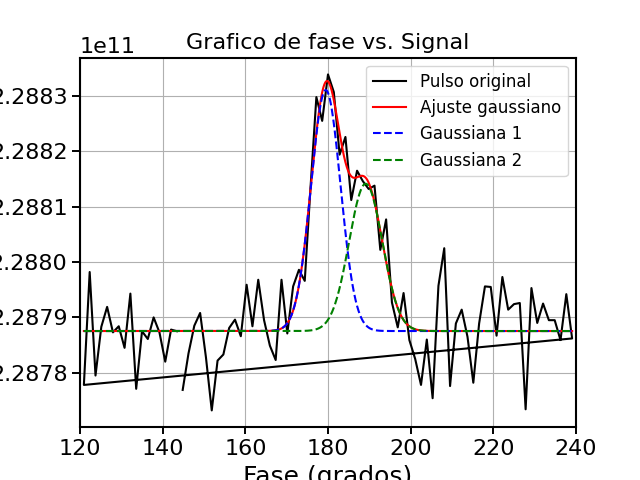 1e11
Grafico de fase vs. Signal
Pulso original
Ajuste gaussiano
Gaussiana 1
Gaussiana 2
2.2883
2.2882
2.2881
2.2880
2.2879
2.2878
120 140 160 180 200 220 240
Fase (grados)